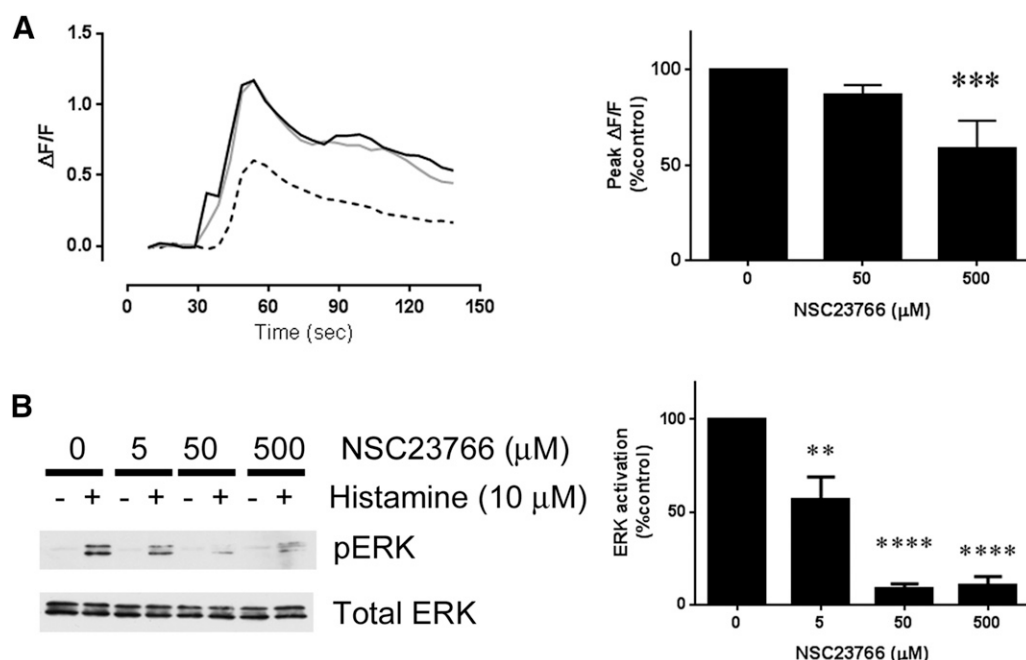 A
1.5
1.0
0.5
0.0
ΔF/F
0 30 60 90 120 150
Time (sec)
100
50
0
Peak ΔF/F
(%control)
***
0 50 500
NSC23766 (μM)
B
0 5 50 500 NSC23766 (μM)
- + - + - + - + Histamine (10 μM)
pERK
Total ERK
100
50
0
ERK activation
(%control)
**
****
****
0 5 50 500
NSC23766 (μM)